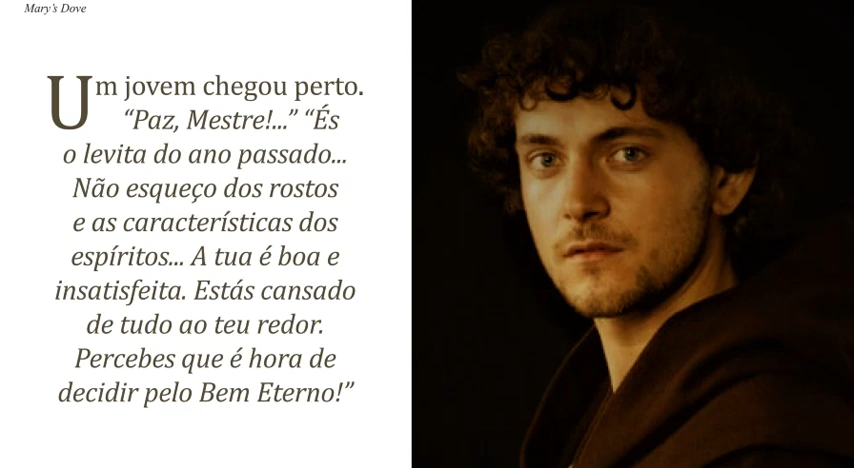 Mary's Dove
Um jovem chegou perto.
“Paz, Mestre!...” “És
o levita do ano passado...
Não esqueço dos rostos
e as características dos
espíritos... A tua é boa e
insatisfeita. Estás cansado
de tudo ao teu redor.
Percebes que é hora de
decidir pelo Bem Eterno!”